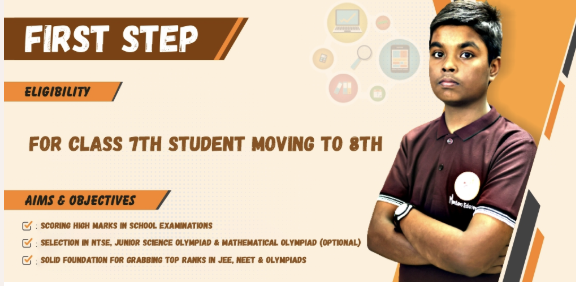 FIRST STEP
ELIGIBILITY
FOR CLASS 7TH STUDENT MOVING TO 8TH
AIMS & OBJECTIVES
: SCORING HIGH MARKS IN SCHOOL EXAMINATIONS
: SELECTION IN NTSE, JUNIOR SCIENCE OLYMPIAD & MATHEMATICAL OLYMPIAD (OPTIONAL)
: SOLID FOUNDATION FOR GRABBING TOP RANKS IN JEE, NEET & OLYMPIADS